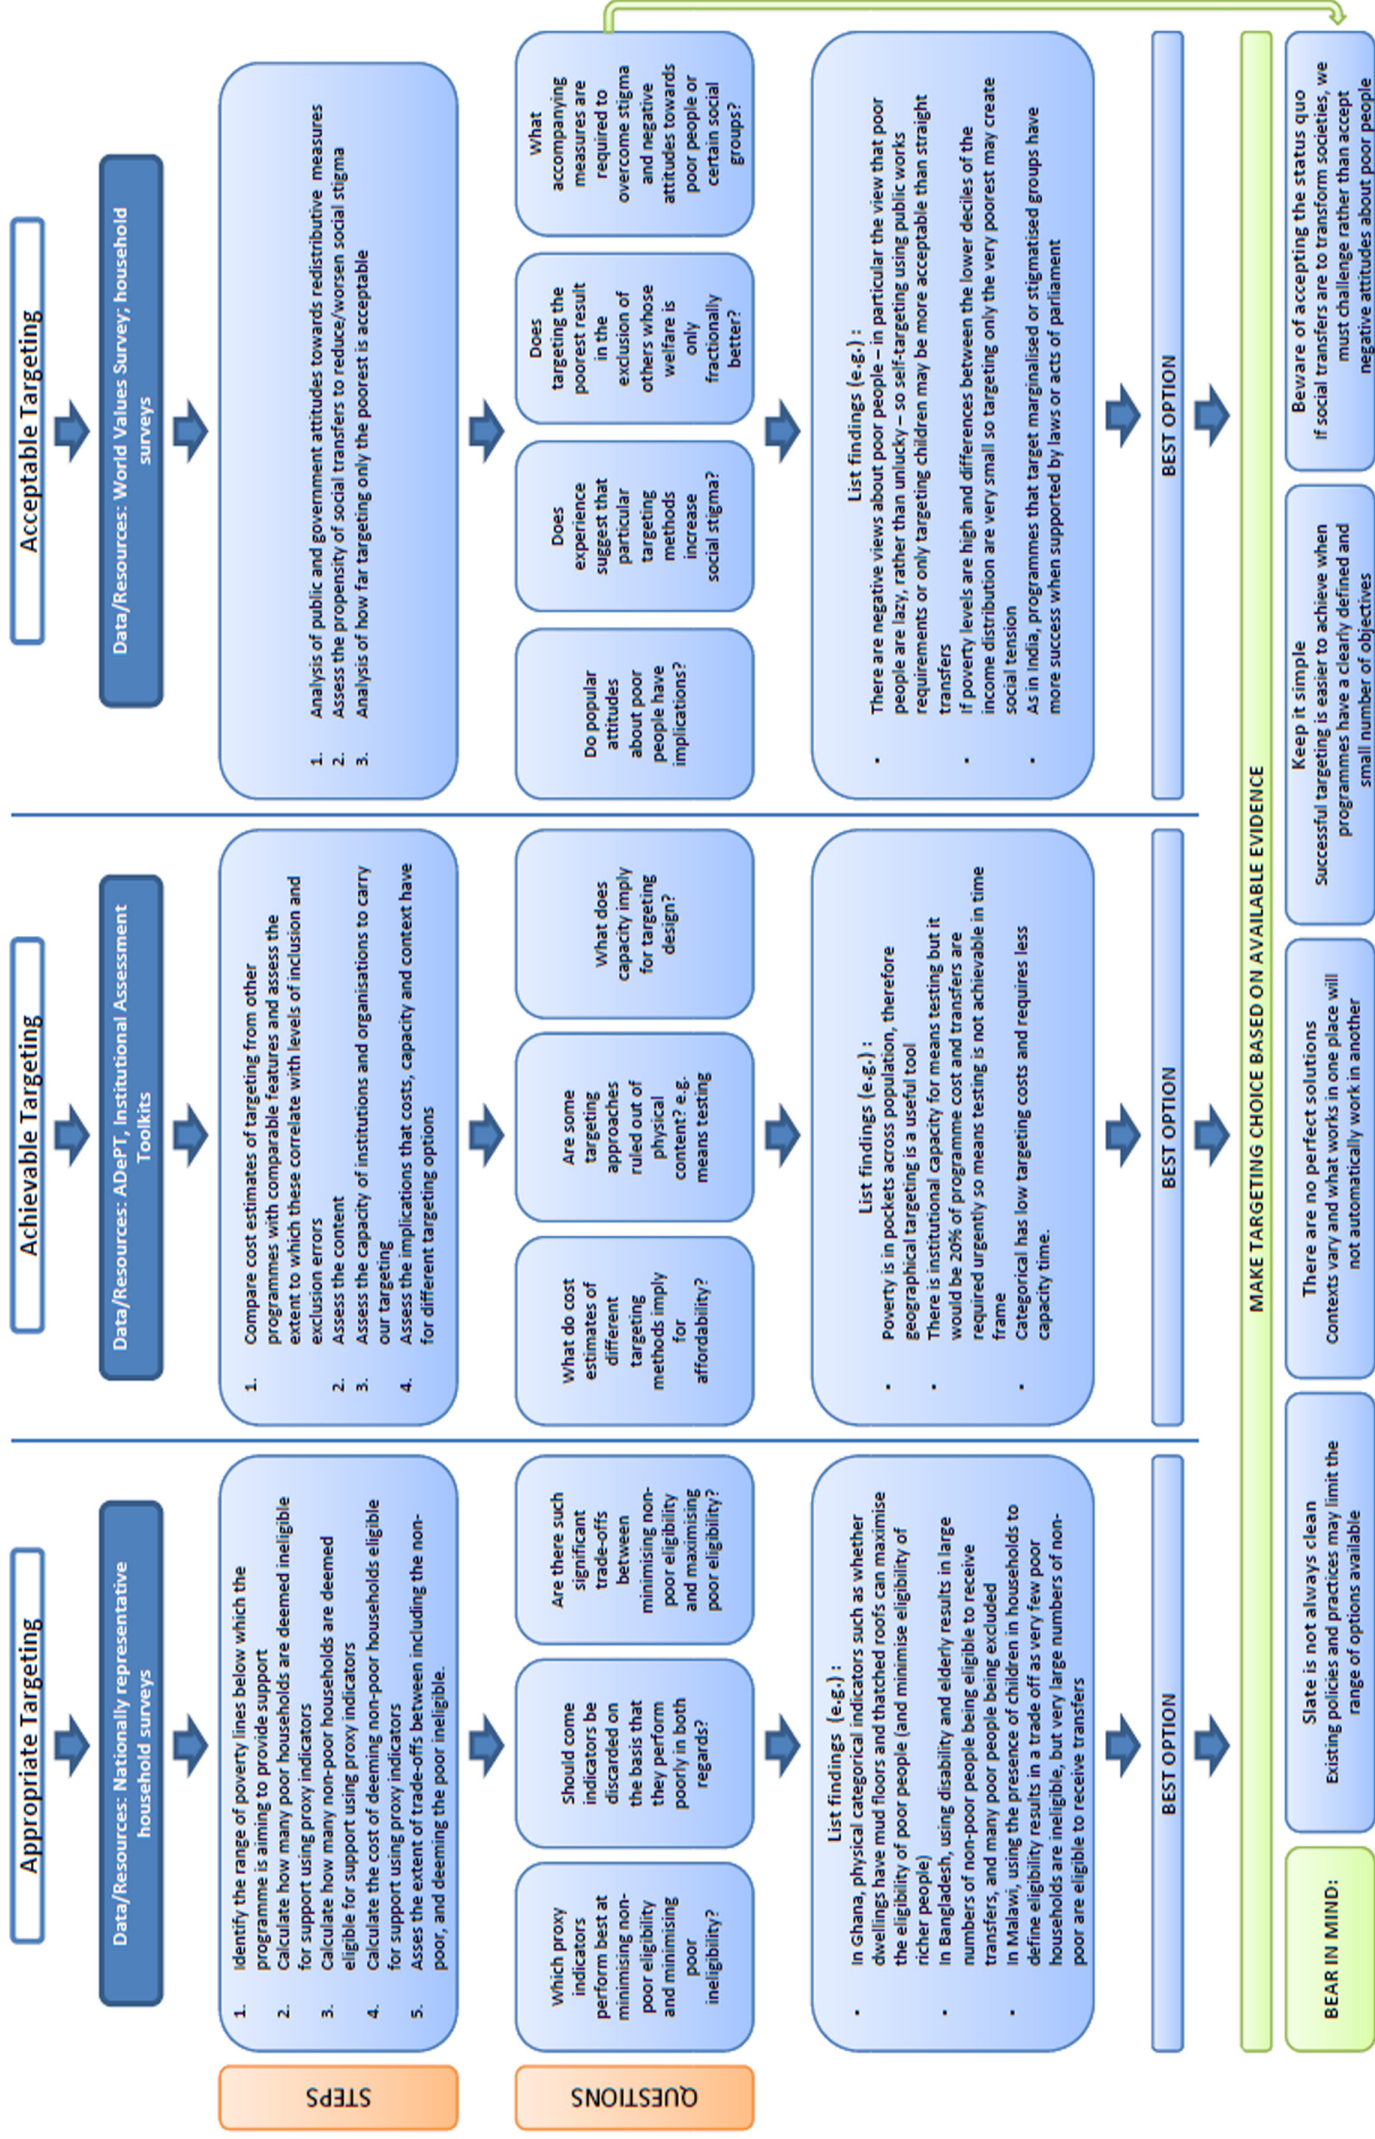 Appropriate Targeting
Data/Resources: Nationally representative
household surveys
STEPS
1. Identify the range of poverty lines below which the
programme is aiming to provide support
2. Calculate how many poor households are deemed ineligible
for support using proxy indicators
3. Calculate how many non-poor households are deemed
eligible for support using proxy indicators
4. Calculate the cost of deeming non-poor households eligible
for support using proxy indicators
5. Asses the extent of trade-offs between including the non-
poor, and deeming the poor ineligible.
QUESTIONS
Which proxy
indicators
perform best at
minimising non-
poor eligibility
and minimising
poor
ineligibility?
Should come
indicators be
discarded on
the basis that
they perform
poorly in both
regards?
Are there such
significant
trade-offs
between
minimising non-
poor eligibility
and maximising
poor eligibility?
List findings (e.g.) :
• In Ghana, physical categorical indicators such as whether
dwellings have mud floors and thatched roofs can maximise
the eligibility of poor people (and minimise eligibility of
richer people)
• In Bangladesh, using disability and elderly results in large
numbers of non-poor people being eligible to receive
transfers, and many poor people being excluded
• In Malawi, using the presence of children in households to
define eligibility results in a trade off as very few poor
households are ineligible, but very large numbers of non-
poor are eligible to receive transfers
BEST OPTION
Achievable Targeting
Data/Resources: ADePT, Institutional Assessment
Toolkits
1. Compare cost estimates of targeting from other
programmes with comparable features and assess the
extent to which these correlate with levels of inclusion and
exclusion errors
2. Assess the content
3. Assess the capacity of institutions and organisations to carry
our targeting
4. Assess the implications that costs, capacity and context have
for different targeting options
What do cost
estimates of
different
targeting
methods imply
for
affordability?
Are some
targeting
approaches
ruled out of
physical
content? e.g.
means testing
What does
capacity imply
for targeting
design?
List findings (e.g.) :
• Poverty is in pockets across population, therefore
geographical targeting is a useful tool
• There is institutional capacity for means testing but it
would be 20% of programme cost and transfers are
required urgently so means testing is not achievable in time
frame
• Categorical has low targeting costs and requires less
capacity time.
BEST OPTION
Acceptable Targeting
Data/Resources: World Values Survey; household
surveys
1. Analysis of public and government attitudes towards redistributive measures
2. Assess the propensity of social transfers to reduce/worsen social stigma
3. Analysis of how far targeting only the poorest is acceptable
Do popular
attitudes
about poor
people have
implications?
Does
experience
suggest that
particular
targeting
methods
increase
social stigma?
Does
targeting the
poorest result
in the
exclusion of
others whose
welfare is
only
fractionally
better?
What
accompanying
measures are
required to
overcome stigma
and negative
attitudes towards
poor people or
certain social
groups?
List findings (e.g.) :
• There are negative views about poor people – in particular the view that poor
people are lazy, rather than unlucky – so self-targeting using public works
requirements or only targeting children may be more acceptable than straight
transfers
• If poverty levels are high and differences between the lower deciles of the
income distribution are very small so targeting only the very poorest may create
social tension
• As in India, programmes that target marginalised or stigmatised groups have
more success when supported by laws or acts of parliament
BEST OPTION
MAKE TARGETING CHOICE BASED ON AVAILABLE EVIDENCE
BEAR IN MIND:
Slate is not always clean
Existing policies and practices may limit the
range of options available
There are no perfect solutions
Contexts vary and what works in one place will
not automatically work in another
Keep it simple
Successful targeting is easier to achieve when
programmes have a clearly defined and
small number of objectives
Beware of accepting the status quo
If social transfers are to transform societies, we
must challenge rather than accept
negative attitudes about poor people